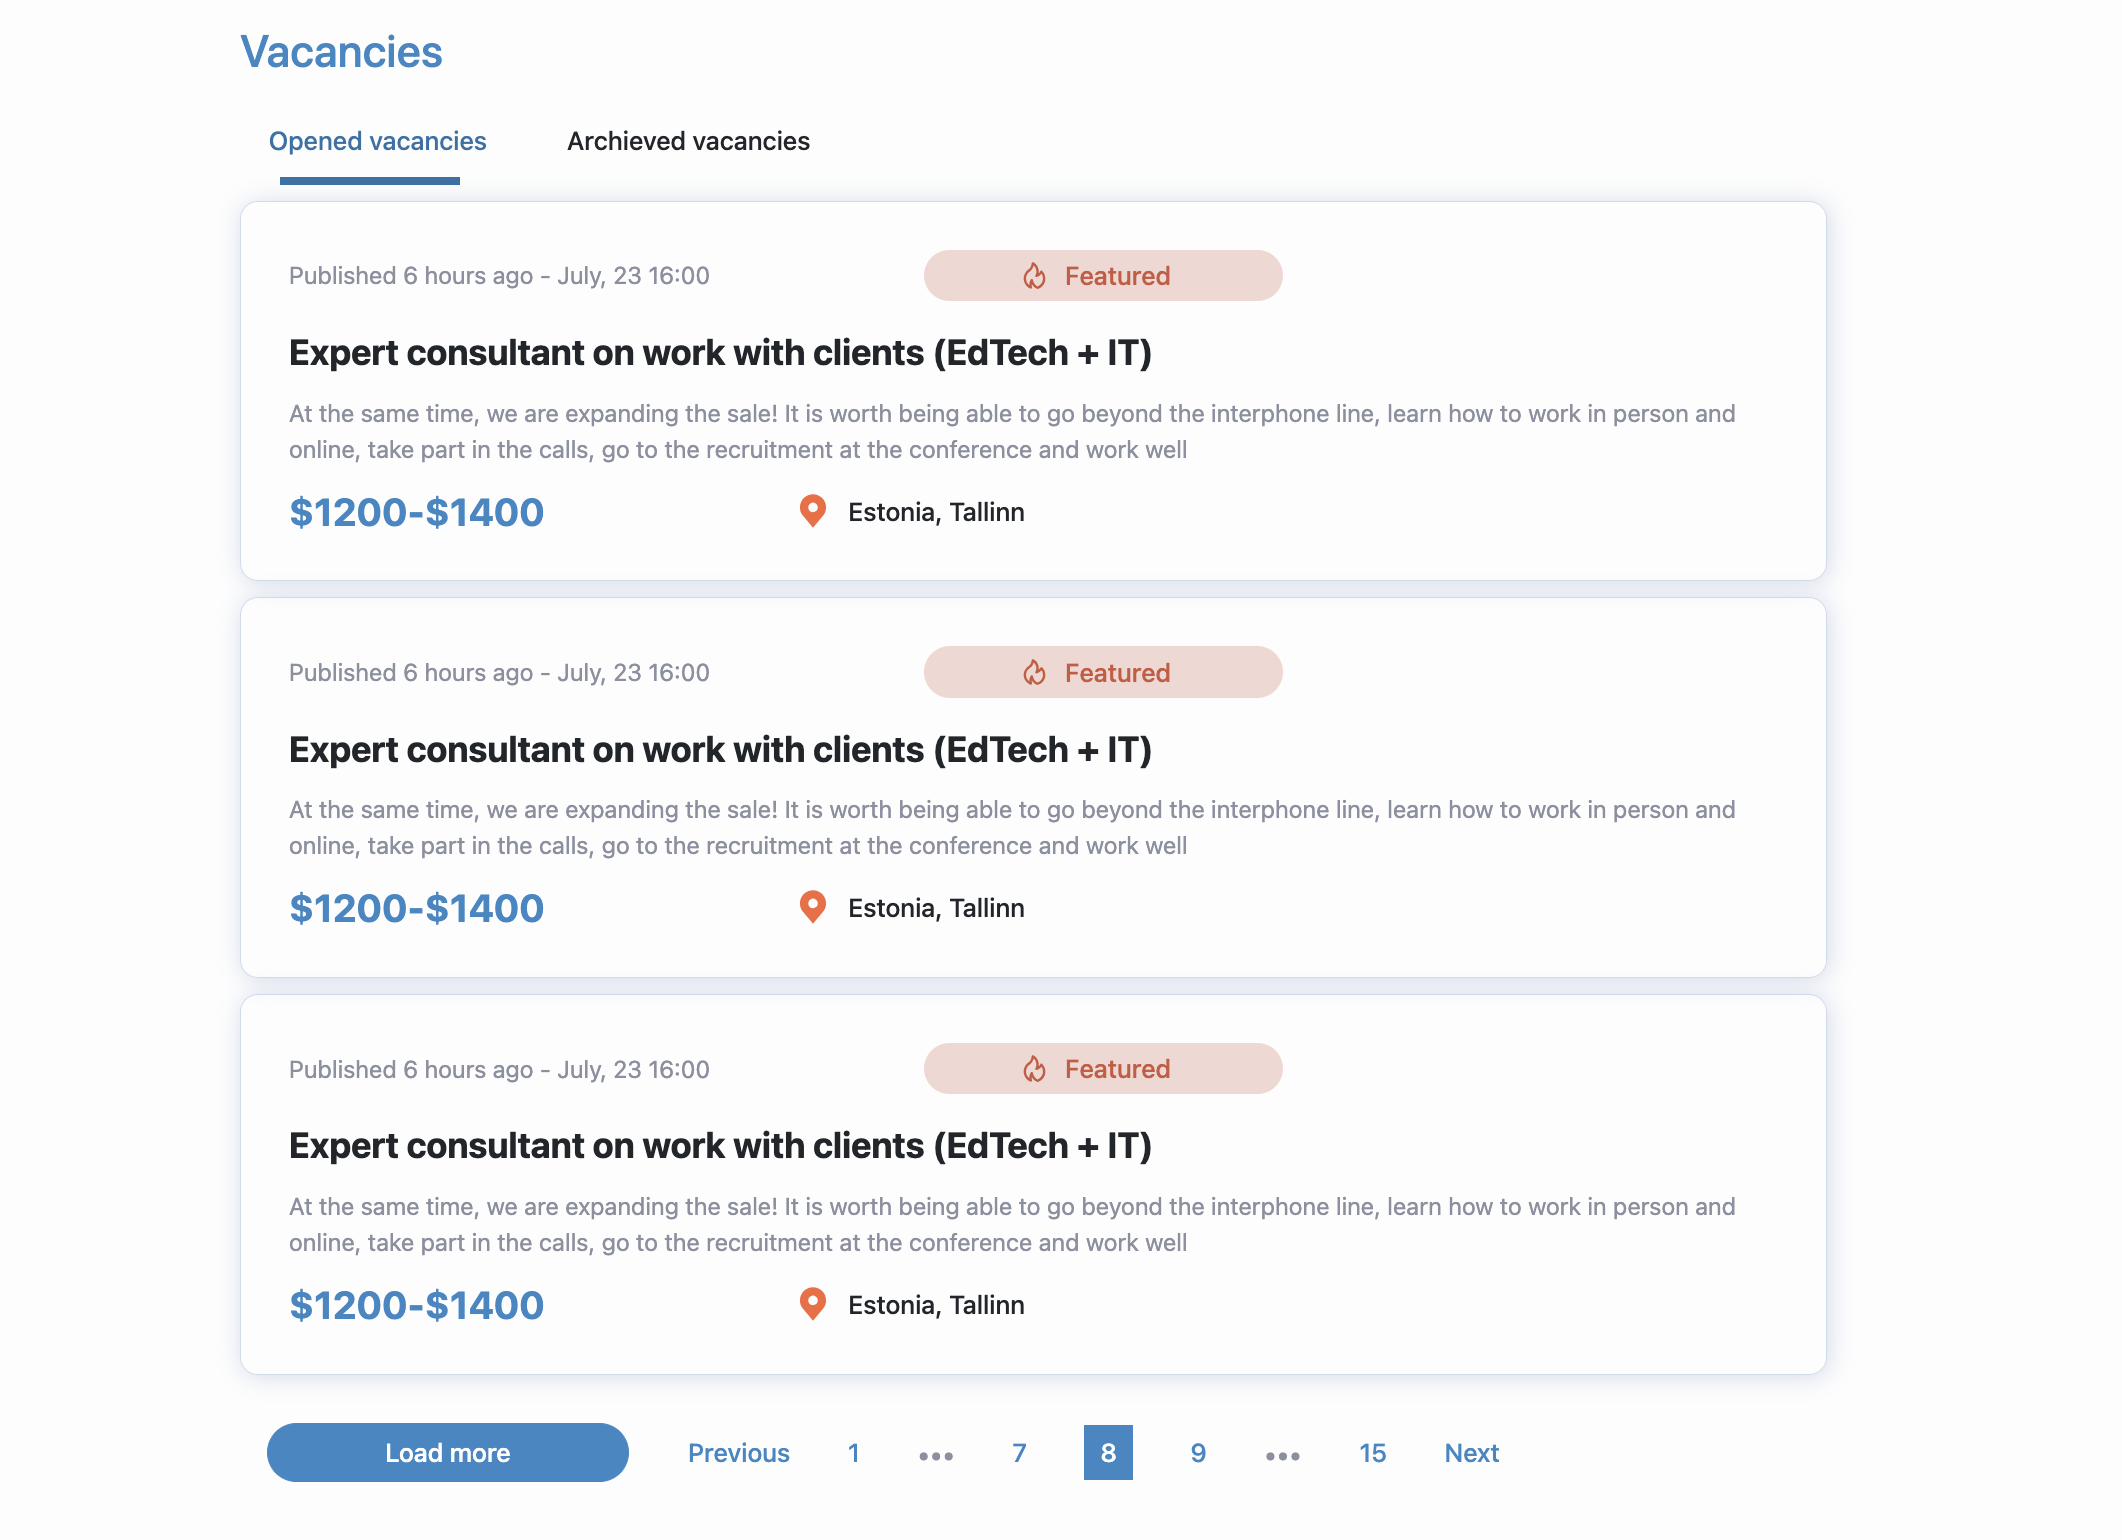 Vacancies
Opened vacancies Archieved vacancies
Published 6 hours ago - July, 23 16:00 Featured
Expert consultant on work with clients (EdTech + IT)
At the same time, we are expanding the sale! It is worth being able to go beyond the interphone line, learn how to work in person and
online, take part in the calls, go to the recruitment at the conference and work well
$1200-$1400 Estonia, Tallinn
Published 6 hours ago - July, 23 16:00 Featured
Expert consultant on work with clients (EdTech + IT)
At the same time, we are expanding the sale! It is worth being able to go beyond the interphone line, learn how to work in person and
online, take part in the calls, go to the recruitment at the conference and work well
$1200-$1400 Estonia, Tallinn
Published 6 hours ago - July, 23 16:00 Featured
Expert consultant on work with clients (EdTech + IT)
At the same time, we are expanding the sale! It is worth being able to go beyond the interphone line, learn how to work in person and
online, take part in the calls, go to the recruitment at the conference and work well
$1200-$1400 Estonia, Tallinn
Load more Previous 1 ... 7 8 9 ... 15 Next